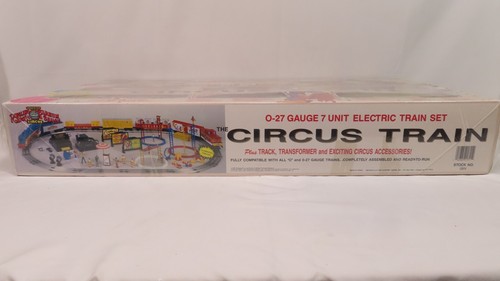 O-27 GAUGE 7 UNIT ELECTRIC TRAIN SET
THE CIRCUS TRAIN
Plus TRACK, TRANSFORMER and EXCITING CIRCUS ACCESSORIES!
FULLY COMPATIBLE WITH ALL "O" and O-27 GAUGE TRAINS. COMPLETELY ASSEMBLED AND READY-TO-RUN
STOCK NO.